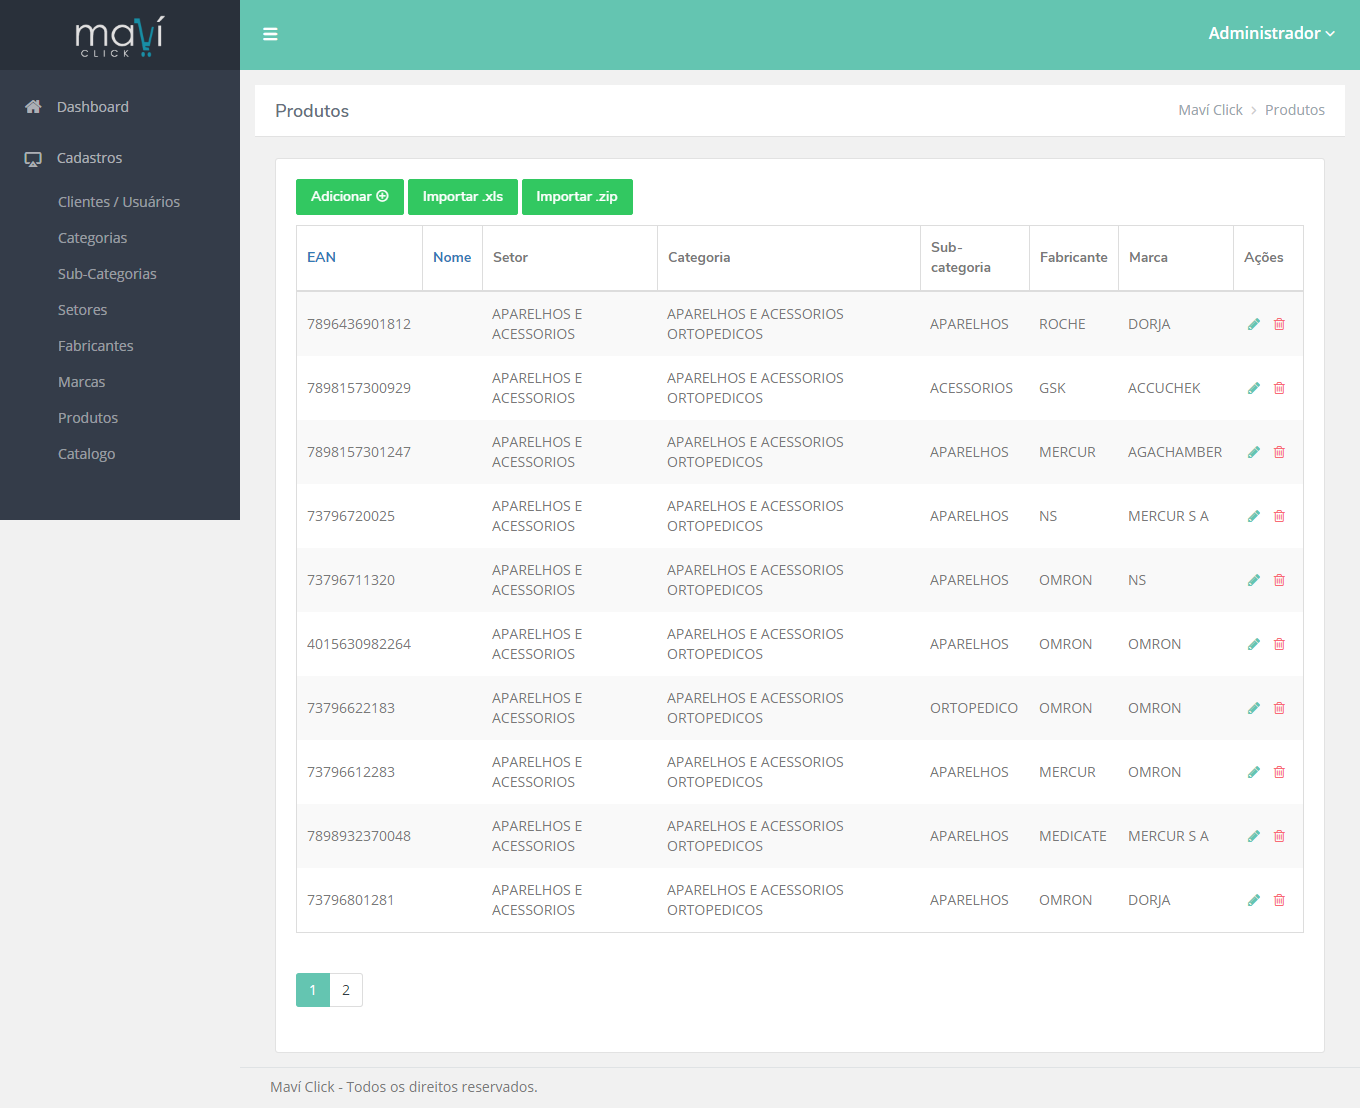 maví
CLICK
Administrador
Dashboard
Cadastros
Clientes / Usuários
Categorias
Sub-Categorias
Setores
Fabricantes
Marcas
Produtos
Catalogo
Produtos
Maví Click > Produtos
Adicionar Importar .xls Importar .zip
EAN Nome Setor Categoria Sub-
categoria Fabricante Marca Ações
7896436901812 APARELHOS E
ACESSORIOS APARELHOS E ACESSORIOS
ORTOPEDICOS APARELHOS ROCHE DORJA
7898157300929 APARELHOS E
ACESSORIOS APARELHOS E ACESSORIOS
ORTOPEDICOS ACESSORIOS GSK ACCUCHEK
7898157301247 APARELHOS E
ACESSORIOS APARELHOS E ACESSORIOS
ORTOPEDICOS APARELHOS MERCUR AGACHAMBER
73796720025 APARELHOS E
ACESSORIOS APARELHOS E ACESSORIOS
ORTOPEDICOS APARELHOS NS MERCUR S A
73796711320 APARELHOS E
ACESSORIOS APARELHOS E ACESSORIOS
ORTOPEDICOS APARELHOS OMRON NS
4015630982264 APARELHOS E
ACESSORIOS APARELHOS E ACESSORIOS
ORTOPEDICOS APARELHOS OMRON OMRON
73796622183 APARELHOS E
ACESSORIOS APARELHOS E ACESSORIOS
ORTOPEDICOS ORTOPEDICO OMRON OMRON
73796612283 APARELHOS E
ACESSORIOS APARELHOS E ACESSORIOS
ORTOPEDICOS APARELHOS MERCUR OMRON
7898932370048 APARELHOS E
ACESSORIOS APARELHOS E ACESSORIOS
ORTOPEDICOS APARELHOS MEDICATE MERCUR S A
73796801281 APARELHOS E
ACESSORIOS APARELHOS E ACESSORIOS
ORTOPEDICOS APARELHOS OMRON DORJA
1 2
Maví Click - Todos os direitos reservados.